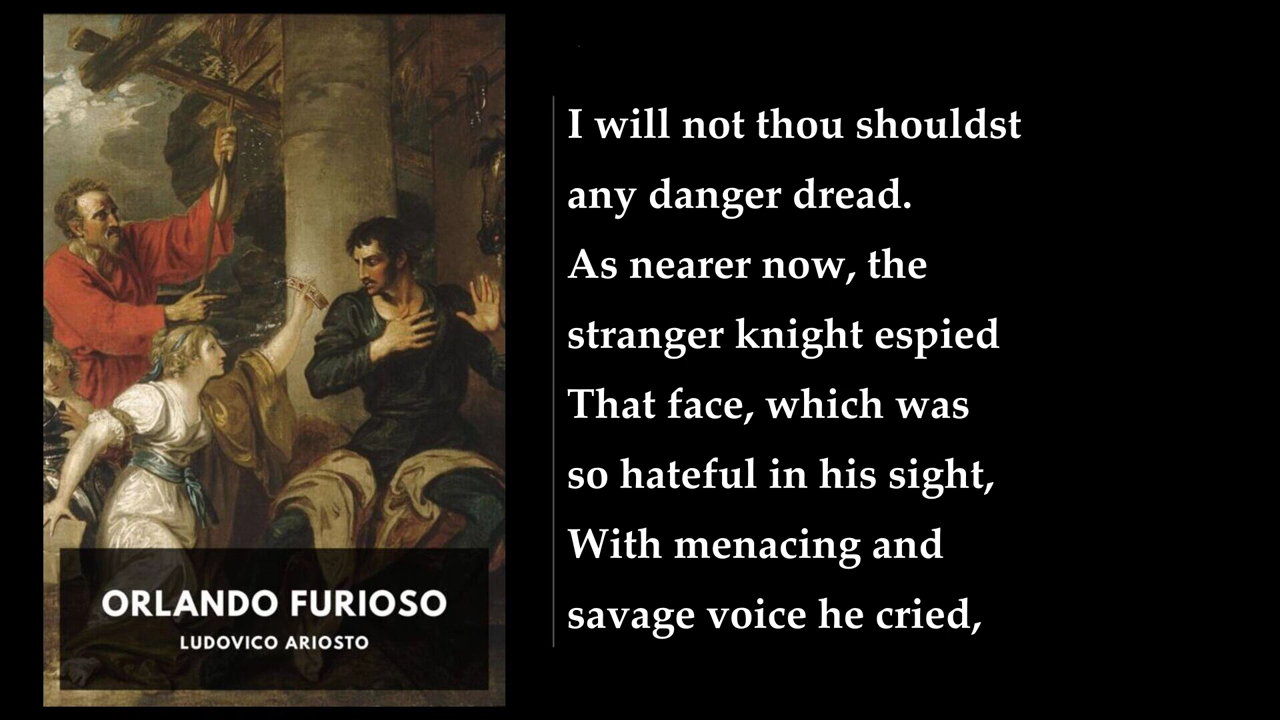 ORLANDO FURIOSO
LUDOVICO ARIOSTO
I will not thou shouldst
any danger dread.
As nearer now, the
stranger knight espied
That face, which was
so hateful in his sight,
With menacing and
savage voice he cried,